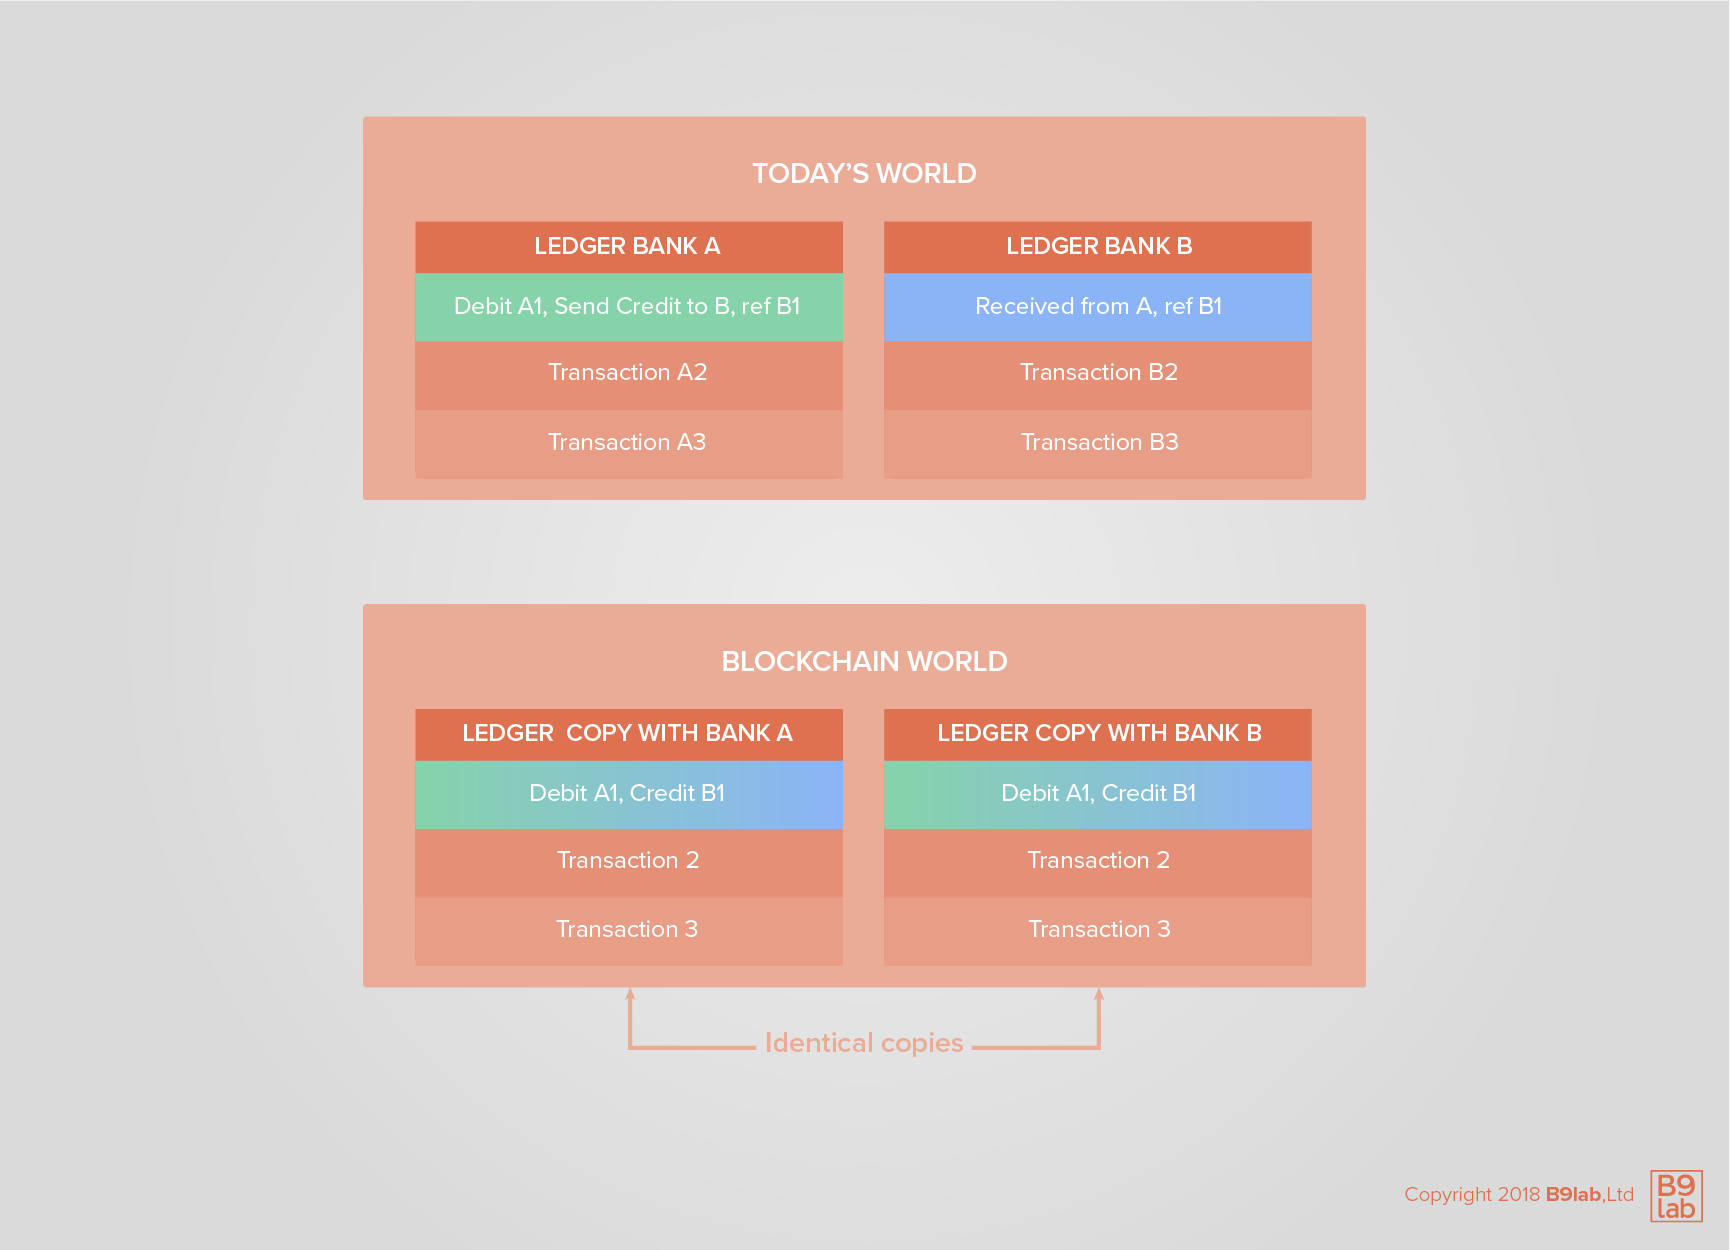 TODAY’S WORLD
LEDGER BANK A
Debit A1, Send Credit to B, ref B1
Transaction A2
Transaction A3
LEDGER BANK B
Received from A, ref B1
Transaction B2
Transaction B3
BLOCKCHAIN WORLD
LEDGER COPY WITH BANK A
Debit A1, Credit B1
Transaction 2
Transaction 3
LEDGER COPY WITH BANK B
Debit A1, Credit B1
Transaction 2
Transaction 3
Identical copies
Copyright 2018 B9lab,Ltd
B9
lab